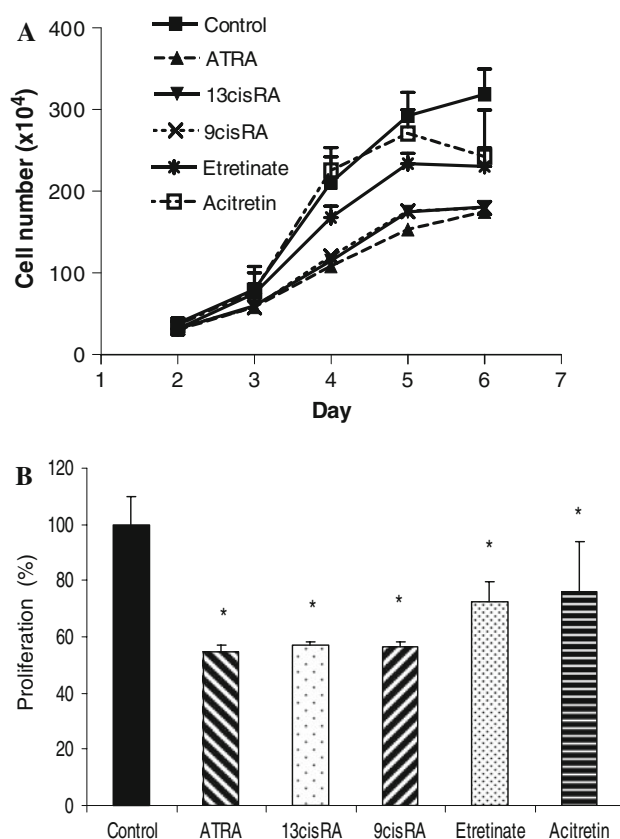 A
400
300
200
100
0
Cell number (x10⁴)
Control
ATRA
13cisRA
9cisRA
Etretinate
Acitretin
1 2 3 4 5 6 7
Day
B
120
100
80
60
40
20
0
Proliferation (%)
* * * * *
Control ATRA 13cisRA 9cisRA Etretinate Acitretin